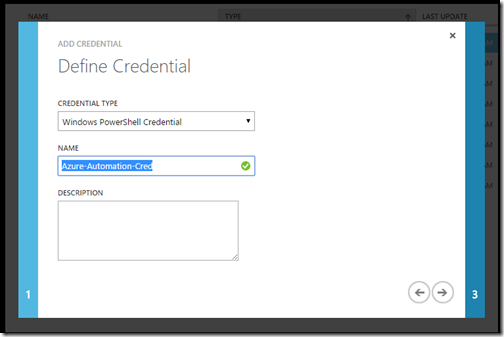 NAME TYPE LAST UPDATE
ADD CREDENTIAL
Define Credential
CREDENTIAL TYPE
Windows PowerShell Credential
NAME
Azure-Automation-Cred
DESCRIPTION
1 3